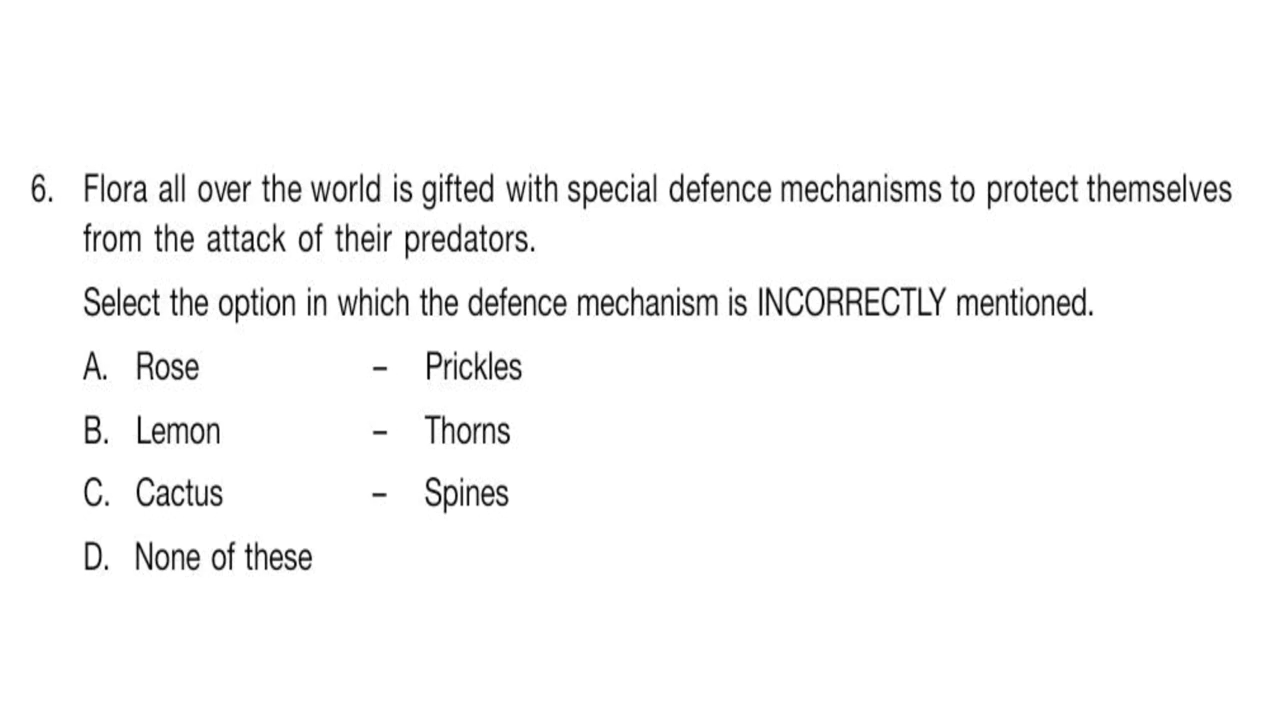 6. Flora all over the world is gifted with special defence mechanisms to protect themselves
from the attack of their predators.
Select the option in which the defence mechanism is INCORRECTLY mentioned.
A. Rose – Prickles
B. Lemon – Thorns
C. Cactus – Spines
D. None of these